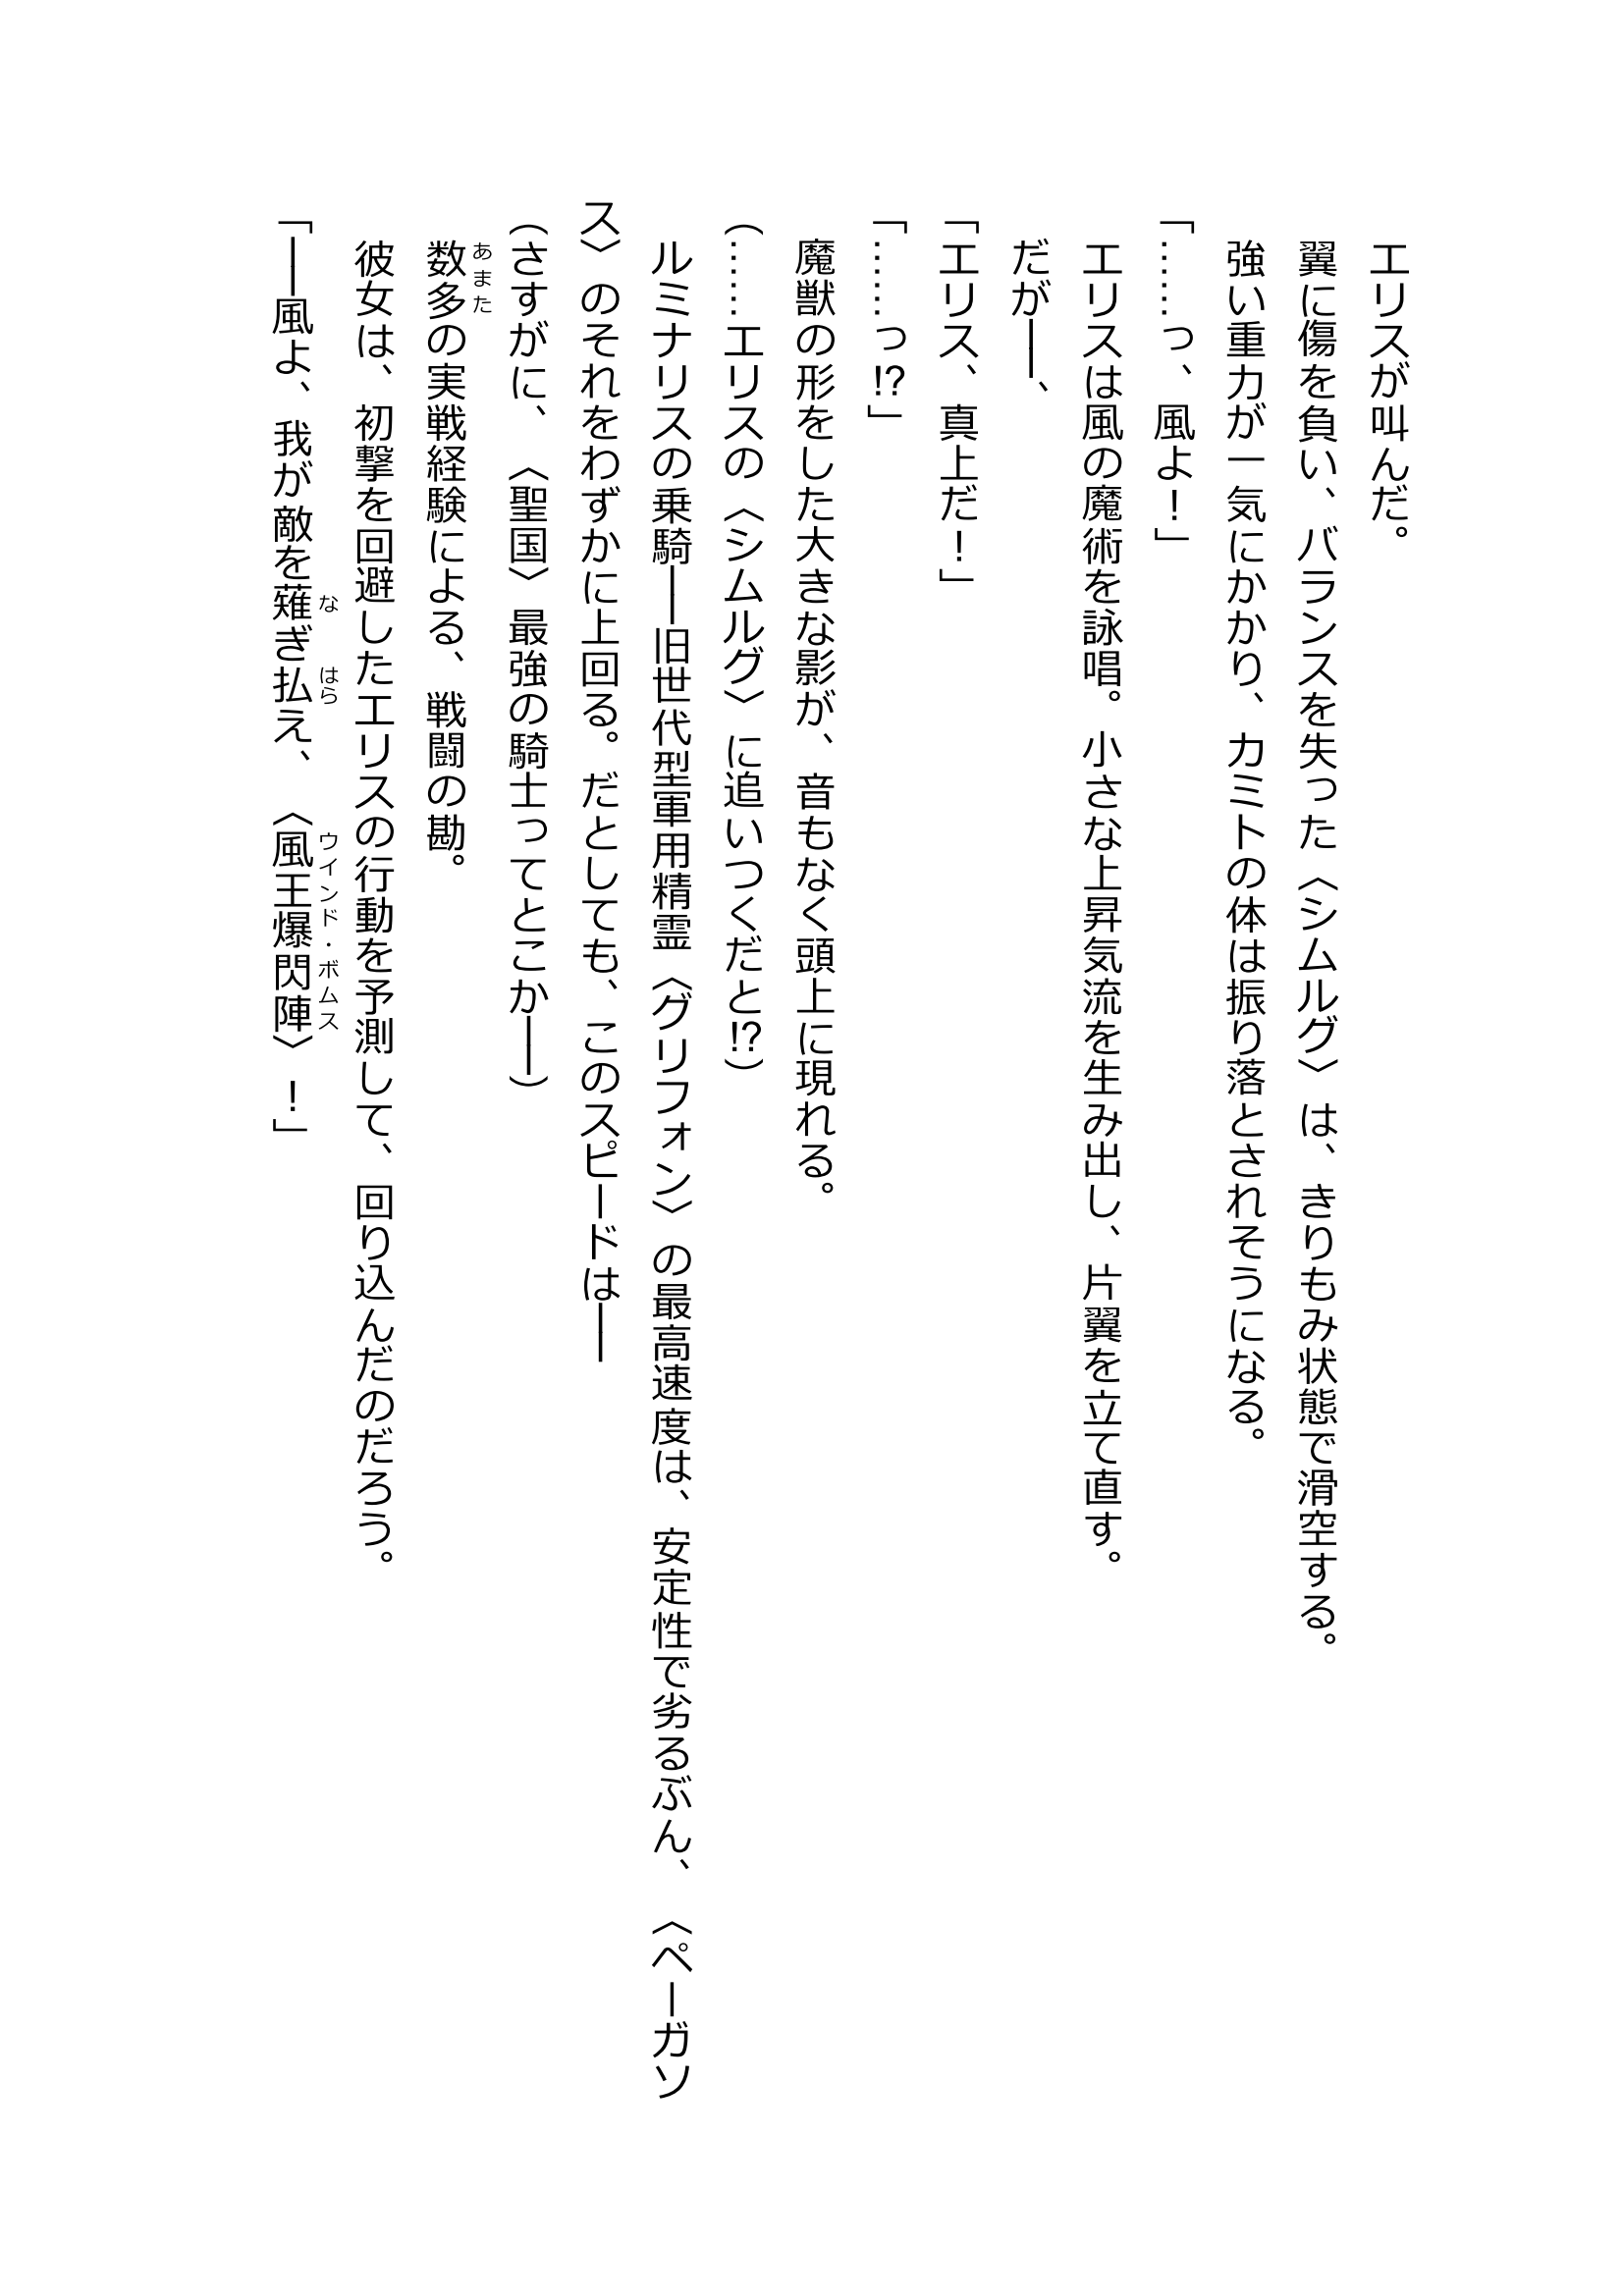 エリスが叫んだ。
翼に傷を負い、バランスを失った〈シムルグ〉は、きりもみ状態で滑空する。
強い重力が一気にかかり、カミトの体は振り落とされそうになる。
「……っ、風よ！」
エリスは風の魔術を詠唱。小さな上昇気流を生み出し、片翼を立て直す。
だが――、
「エリス、真上だ！」
「……っ!?」
魔獣の形をした大きな影が、音もなく頭上に現れる。
（……エリスの〈シムルグ〉に追いつくだと!?）
ルミナリスの乗騎――旧世代型軍用精霊〈グリフォン〉の最高速度は、安定性で劣るぶん、〈ペーガソ
ス〉のそれをわずかに上回る。だとしても、このスピードは――
（さすがに、〈聖国〉最強の騎士ってとこか――）
あまた
数多の実戦経験による、戦闘の勘。
彼女は、初撃を回避したエリスの行動を予測して、回り込んだのだろう。
な はら ウインド・ボムス
「――風よ、我が敵を薙ぎ払え、〈風王爆閃陣〉！」